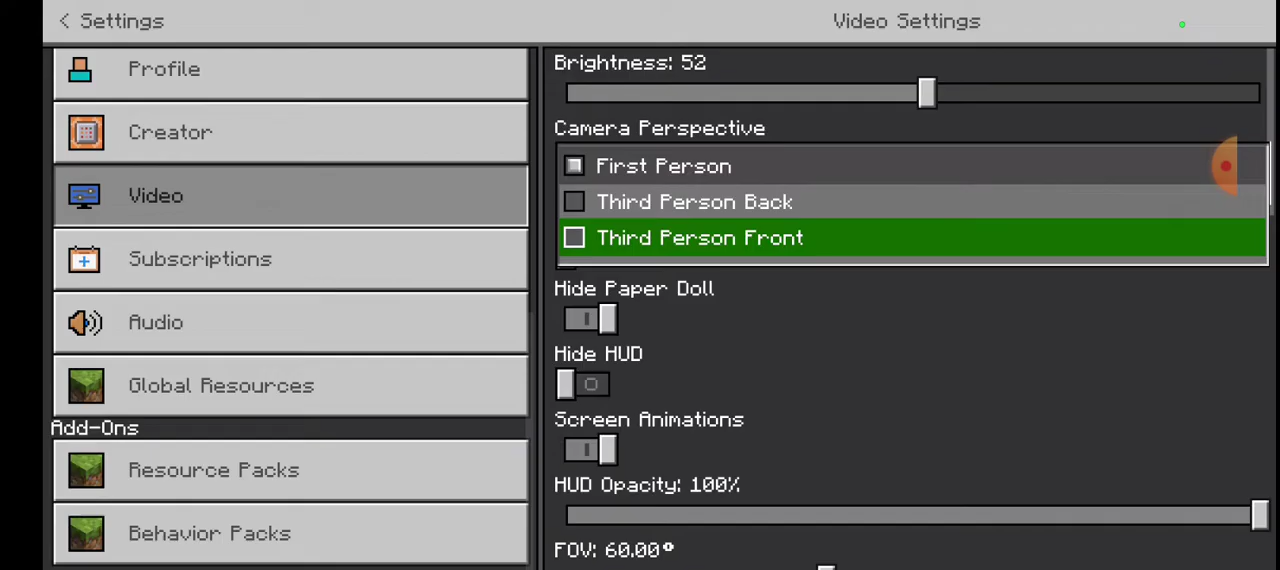 Settings
Video Settings
Profile
Creator
Video
Subscriptions
Audio
Global Resources
Add-Ons
Resource Packs
Behavior Packs
Brightness: 52
Camera Perspective
First Person
Third Person Back
Third Person Front
Hide Paper Doll
Hide HUD
Screen Animations
HUD Opacity: 100%
FOV: 60.00°